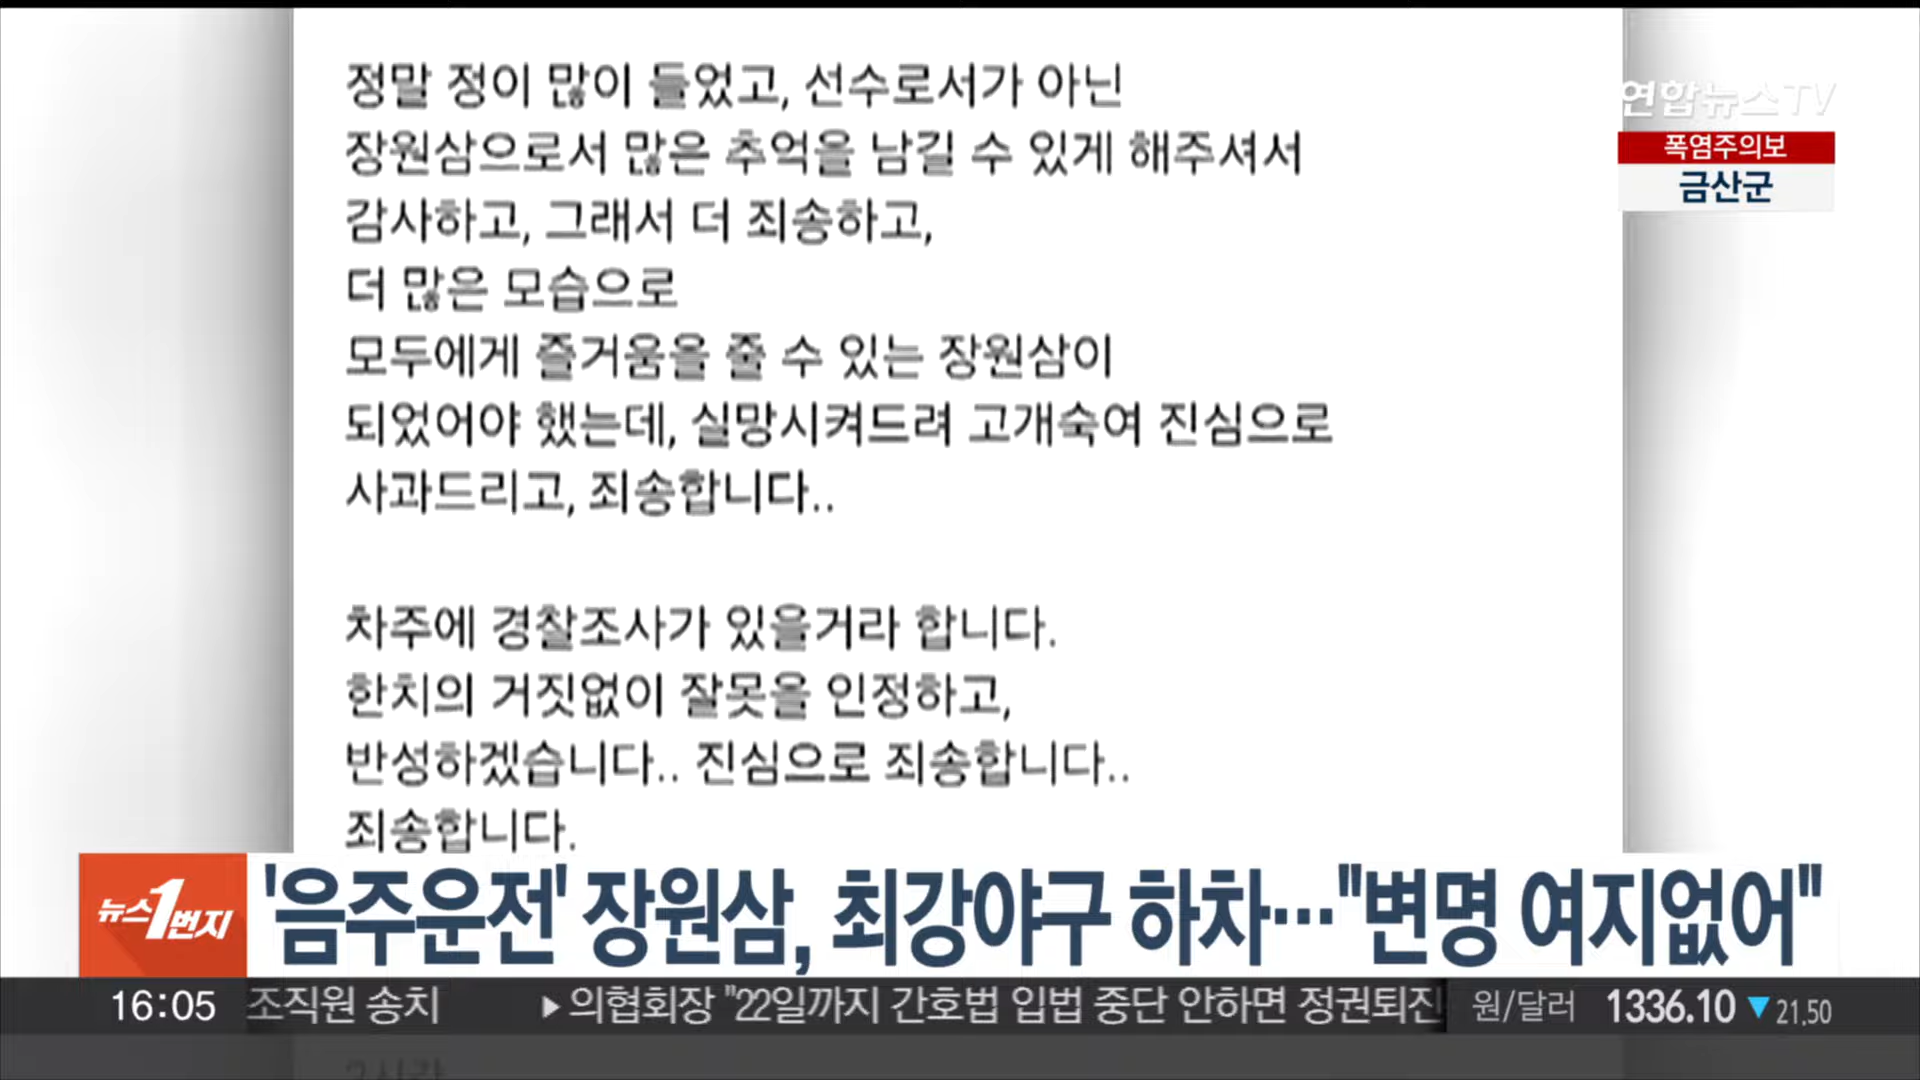 정말 정이 많이 들었고, 선수로서가 아닌
장원삼으로서 많은 추억을 남길 수 있게 해주셔서
감사하고, 그래서 더 죄송하고,
더 많은 모습으로
모두에게 즐거움을 줄 수 있는 장원삼이
되었어야 했는데, 실망시켜드려 고개숙여 진심으로
사과드리고, 죄송합니다..
차주에 경찰조사가 있을거라 합니다.
한치의 거짓없이 잘못을 인정하고,
반성하겠습니다.. 진심으로 죄송합니다..
죄송합니다.
연합뉴스TV
폭염주의보
금산군
뉴스1번지
'음주운전' 장원삼, 최강야구 하차…"변명 여지없어"
16:05 조직원 송치 ▶의협회장 "22일까지 간호법 입법 중단 안하면 정권퇴진 원/달러 1336.10 ▼21.50